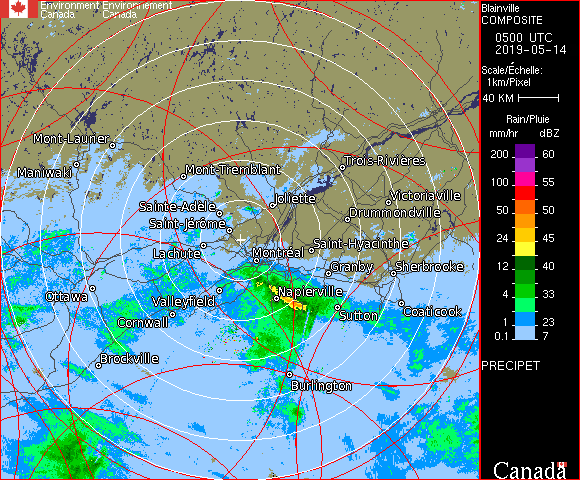 Environment Environnement
Canada Canada
Blainville
COMPOSITE
0500 UTC
2019-05-14
Scale/Échelle:
1km/Pixel
40 KM
Rain/Pluie
mm/hr dBZ
200 60
100 55
50 50
24 45
12 40
4 33
1 23
0.1 7
PRECIPET
Canada
Mont-Laurier
Maniwaki
Mont-Tremblant
Trois-Rivières
Joliette
Victoriaville
Sainte-Adèle
Drummondville
Saint-Jérôme
Lachute
Montréal
Saint-Hyacinthe
Granby
Sherbrooke
Ottawa
Valleyfield
Napierville
Cornwall
Sutton
Coaticook
Brockville
Burlington